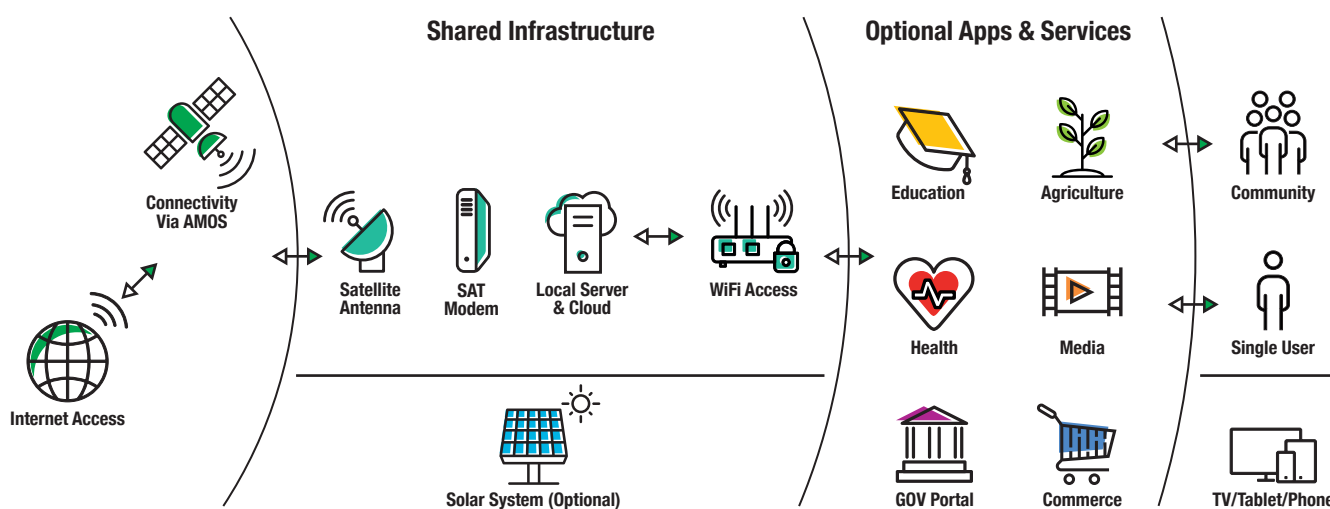 Shared Infrastructure
Optional Apps & Services
Connectivity
Via AMOS
Internet Access
Satellite
Antenna
SAT
Modem
Local Server
& Cloud
WiFi Access
Solar System (Optional)
Education
Agriculture
Health
Media
GOV Portal
Commerce
Community
Single User
TV/Tablet/Phone